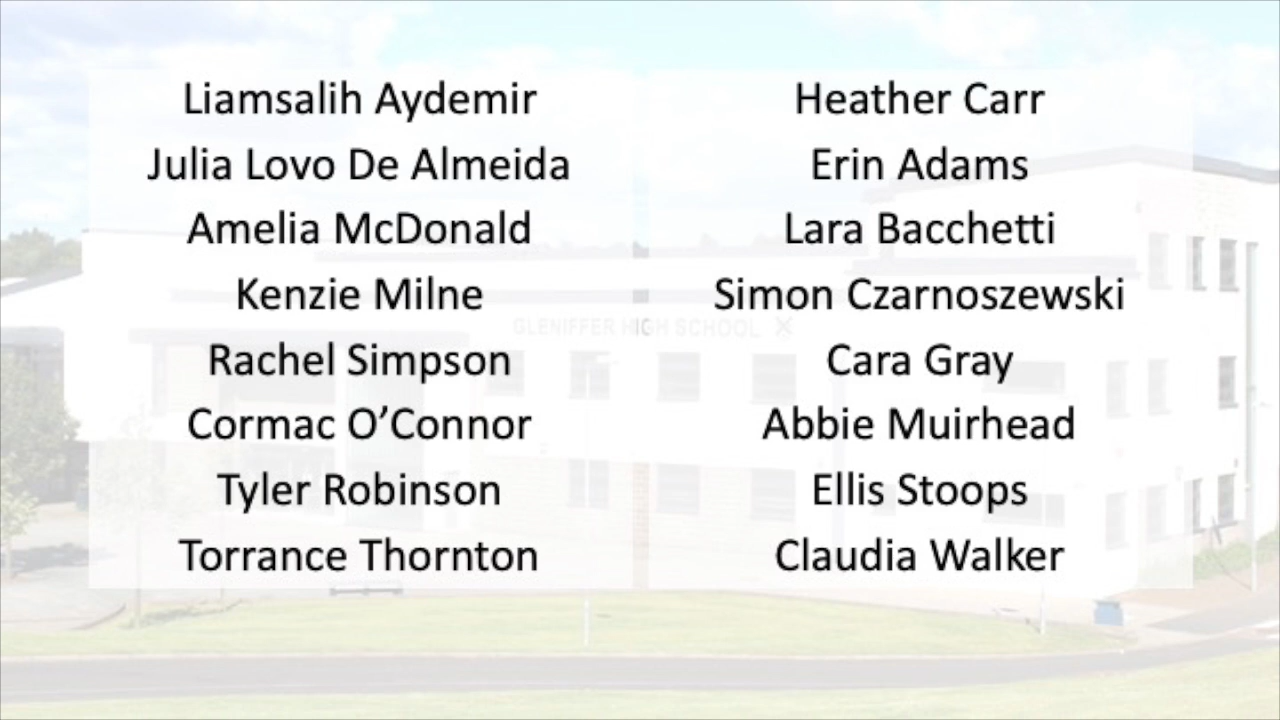 Liamsalih Aydemir
Julia Lovo De Almeida
Amelia McDonald
Kenzie Milne
Rachel Simpson
Cormac O’Connor
Tyler Robinson
Torrance Thornton
Heather Carr
Erin Adams
Lara Bacchetti
Simon Czarnoszewski
Cara Gray
Abbie Muirhead
Ellis Stoops
Claudia Walker
GLENIFFER HIGH SCHOOL